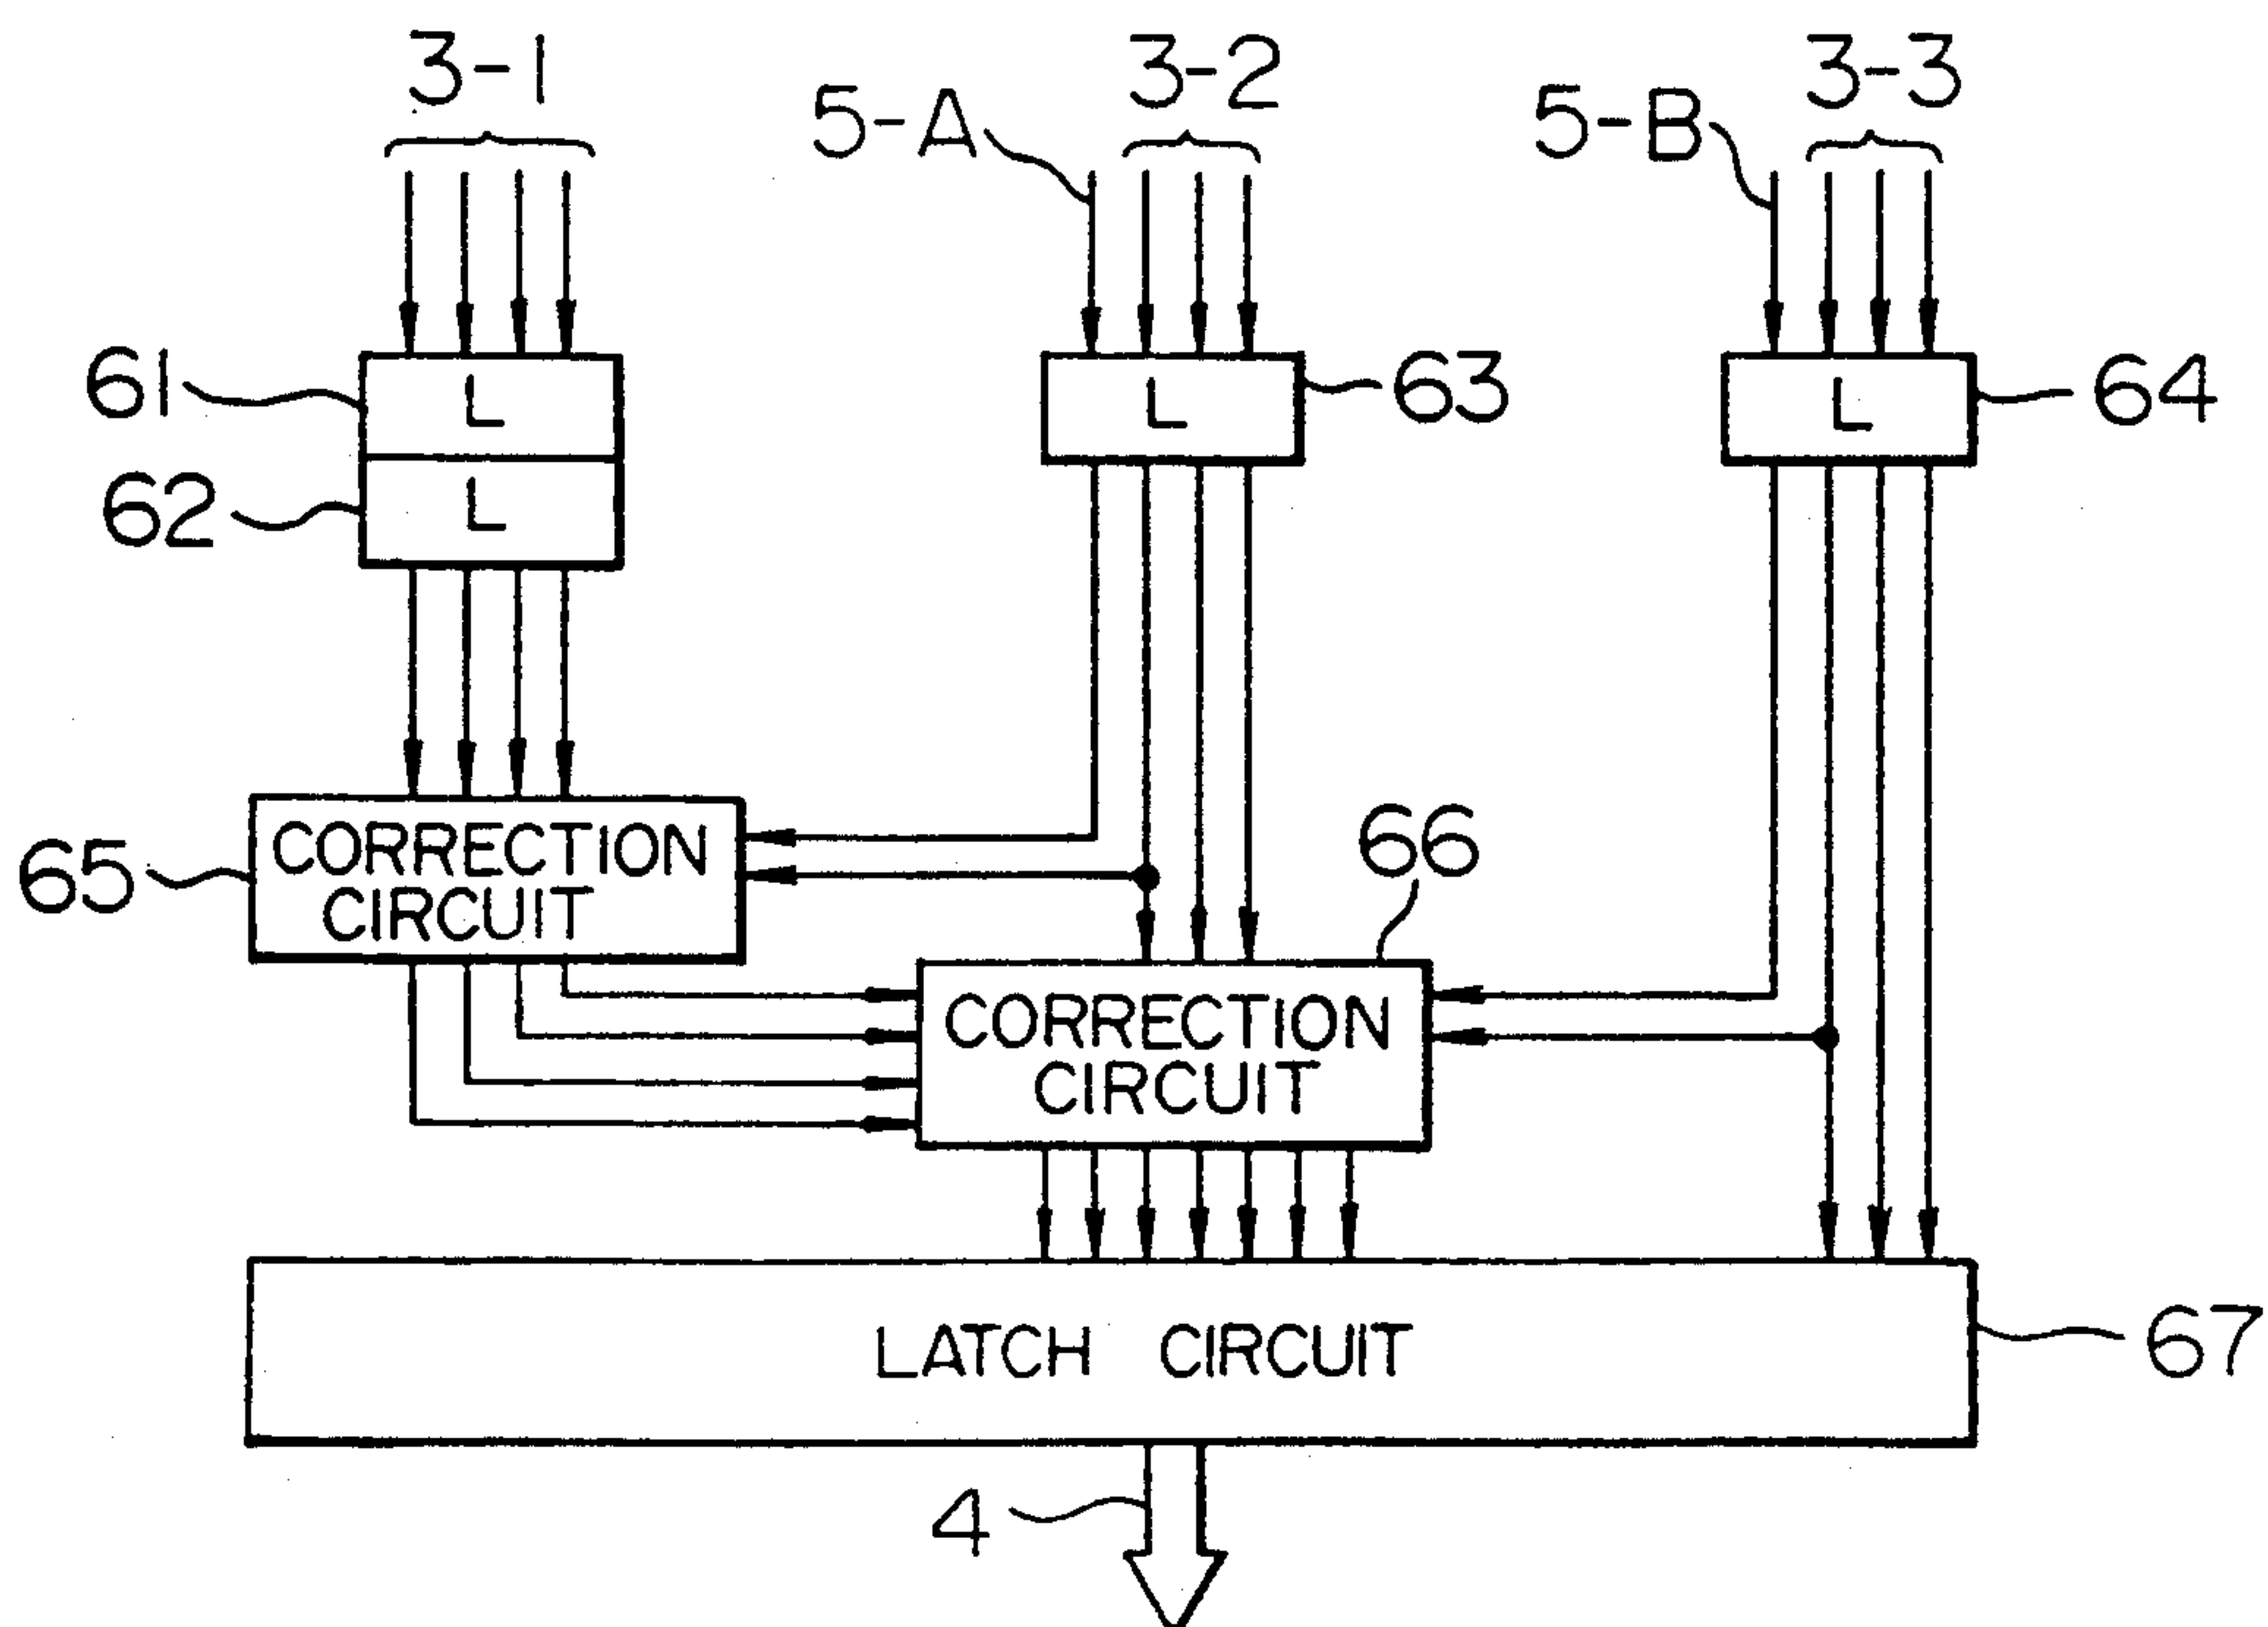 3-1
3-2
3-3
5-A
5-B
61
L
63
L
64
L
62
L
66
65
CORRECTION
CIRCUIT
CORRECTION
CIRCUIT
LATCH CIRCUIT
67
4